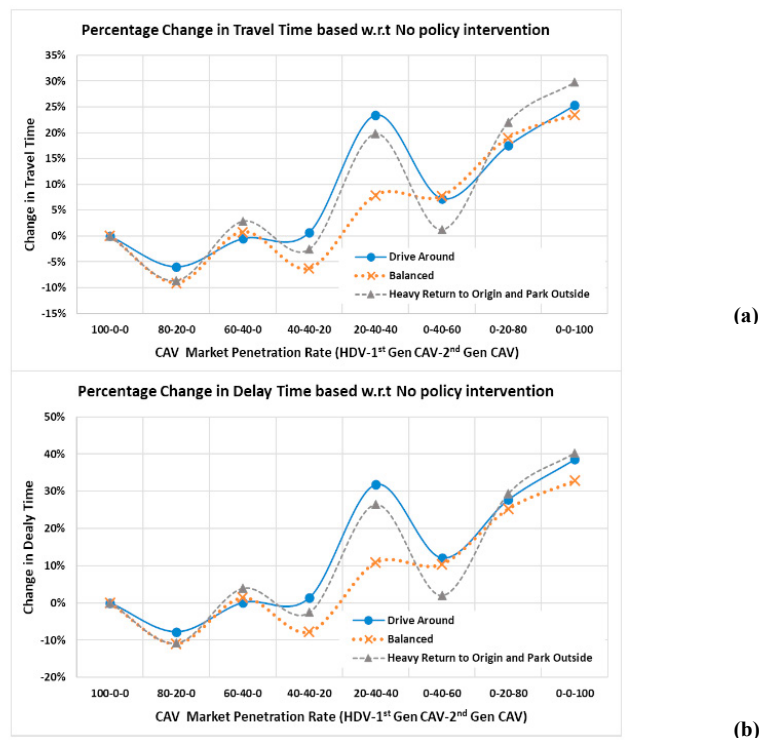 Percentage Change in Travel Time based w.r.t No policy intervention
35%
30%
25%
20%
15%
10%
5%
0%
-5%
-10%
-15%
Change in Travel Time
Drive Around
Balanced
Heavy Return to Origin and Park Outside
100-0-0 80-20-0 60-40-0 40-40-20 20-40-40 0-40-60 0-20-80 0-0-100
CAV Market Penetration Rate (HDV-1st Gen CAV-2nd Gen CAV)
(a)
Percentage Change in Delay Time based w.r.t No policy intervention
50%
40%
30%
20%
10%
0%
-10%
-20%
Change in Dealy Time
Drive Around
Balanced
Heavy Return to Origin and Park Outside
100-0-0 80-20-0 60-40-0 40-40-20 20-40-40 0-40-60 0-20-80 0-0-100
CAV Market Penetration Rate (HDV-1st Gen CAV-2nd Gen CAV)
(b)